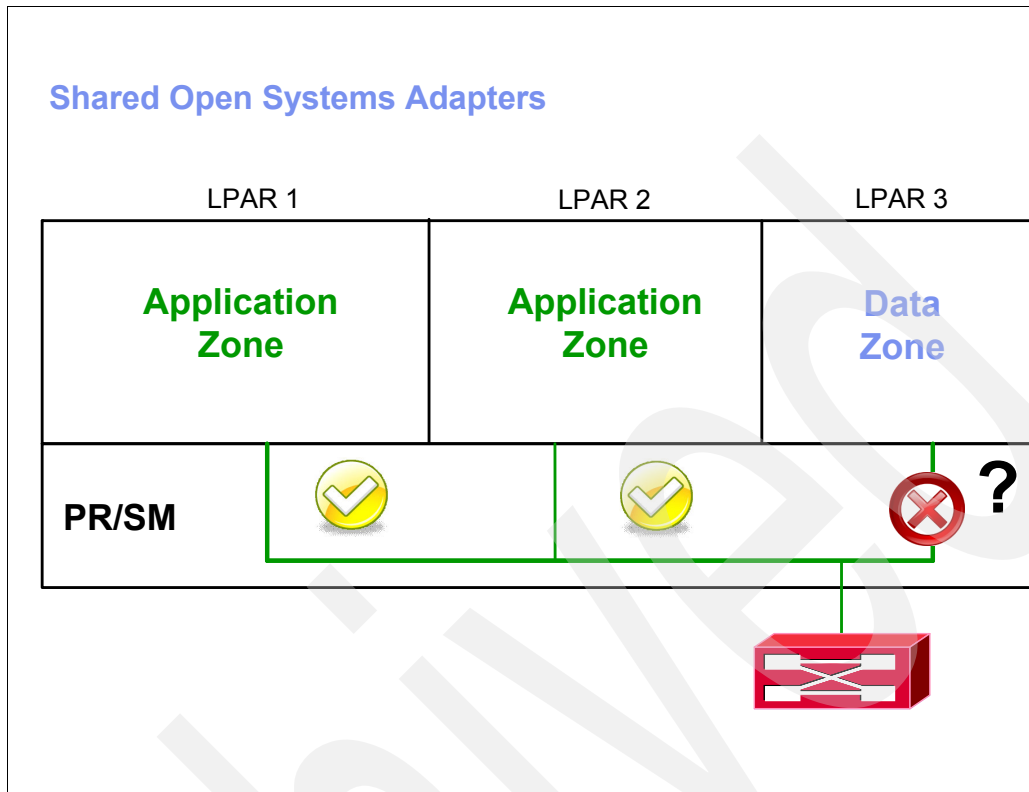 Shared Open Systems Adapters
LPAR 1
LPAR 2
LPAR 3
Application
Zone
Application
Zone
Data
Zone
PR/SM
?